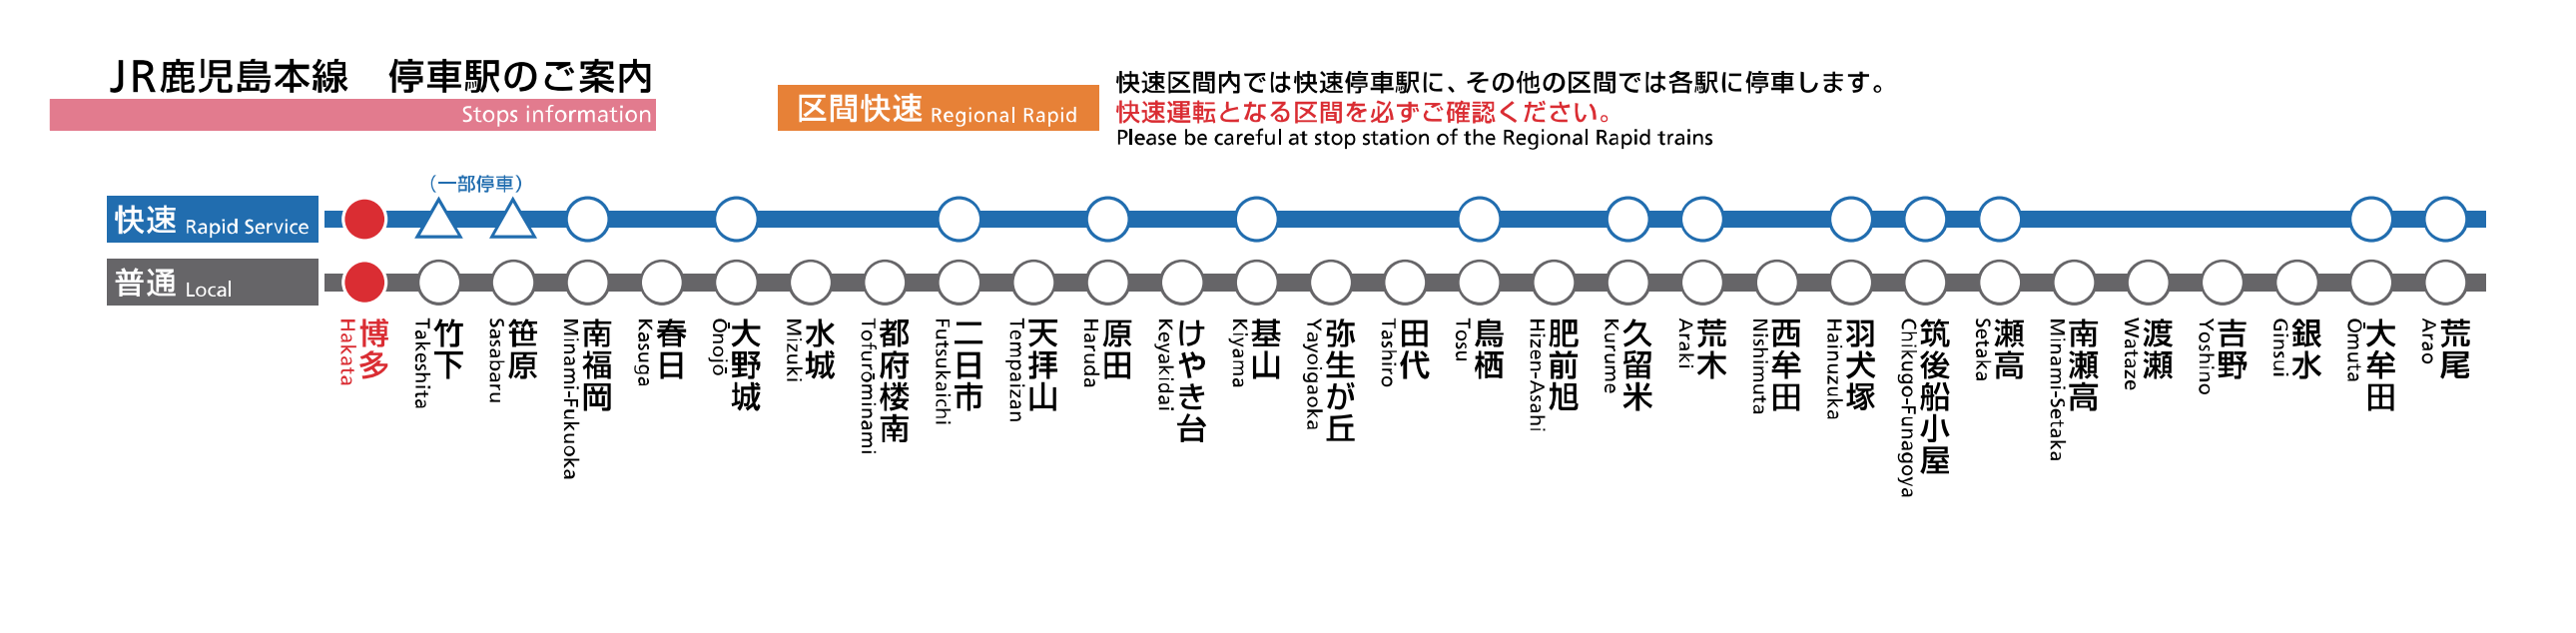 JR鹿児島本線　停車駅のご案内
Stops information
区間快速 Regional Rapid
快速区間内では快速停車駅に、その他の区間では各駅に停車します。
快速運転となる区間を必ずご確認ください。
Please be careful at stop station of the Regional Rapid trains
（一部停車）
快速 Rapid Service
普通 Local
博多
Hakata
竹下
Takeshita
笹原
Sasabaru
南福岡
Minami-Fukuoka
春日
Kasuga
大野城
Ōnojō
水城
Mizuki
都府楼南
Tofurōminami
二日市
Futsukaichi
天拝山
Tempaizan
原田
Haruda
けやき台
Keyakidai
基山
Kiyama
弥生が丘
Yayoigaoka
田代
Tashiro
鳥栖
Tosu
肥前旭
Hizen-Asahi
久留米
Kurume
荒木
Araki
西牟田
Nishimuta
羽犬塚
Hainuzuka
筑後船小屋
Chikugo-Funagoya
瀬高
Setaka
南瀬高
Minami-Setaka
渡瀬
Wataze
吉野
Yoshino
銀水
Ginsui
大牟田
Ōmuta
荒尾
Arao